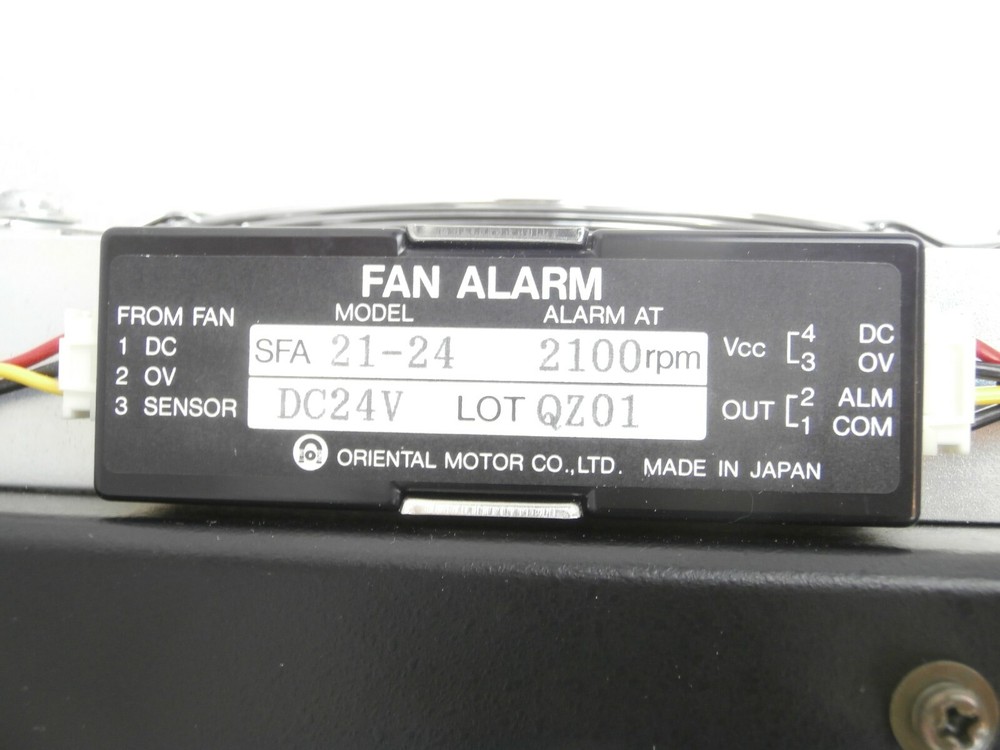 FAN ALARM
MODEL ALARM AT
SFA 21-24 2100rpm
DC24V LOT QZ01
FROM FAN
1 DC
2 OV
3 SENSOR
Vcc 4 DC
3 OV
OUT 2 ALM
1 COM
ORIENTAL MOTOR CO.,LTD. MADE IN JAPAN